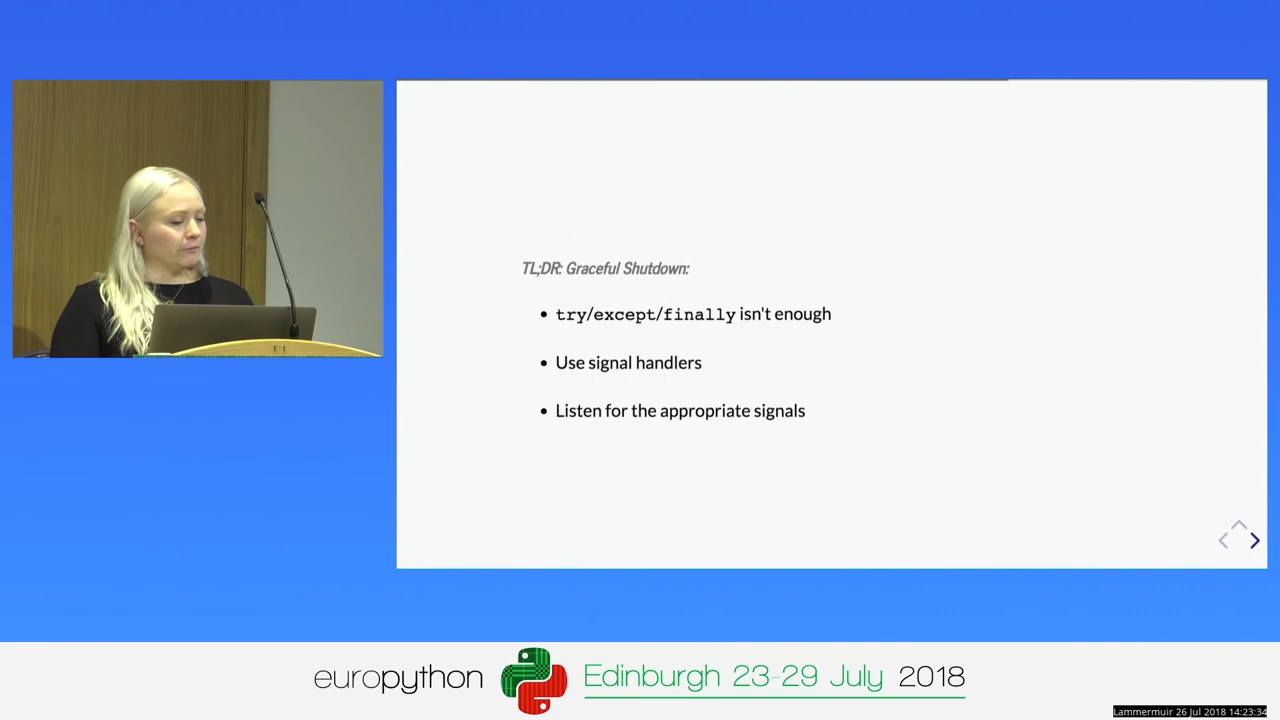 TL;DR: Graceful Shutdown:
• try/except/finally isn't enough
• Use signal handlers
• Listen for the appropriate signals
europython Edinburgh 23-29 July 2018
Lammermuir 26 Jul 2018 14:23:34